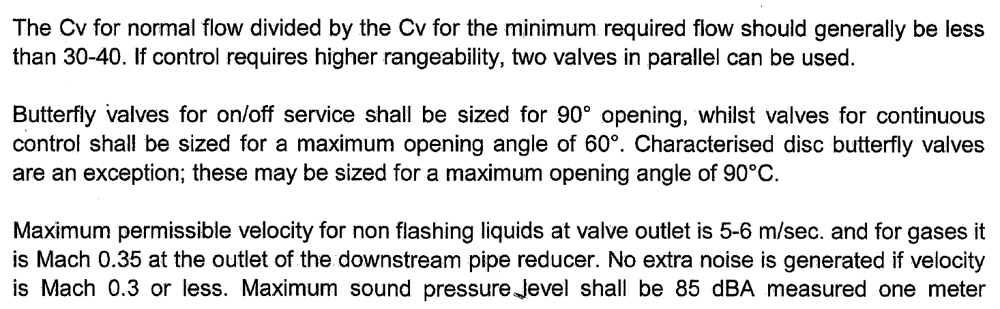 The Cv for normal flow divided by the Cv for the minimum required flow should generally be less
than 30-40. If control requires higher rangeability, two valves in parallel can be used.
Butterfly valves for on/off service shall be sized for 90° opening, whilst valves for continuous
control shall be sized for a maximum opening angle of 60°. Characterised disc butterfly valves
are an exception; these may be sized for a maximum opening angle of 90°C.
Maximum permissible velocity for non flashing liquids at valve outlet is 5-6 m/sec. and for gases it
is Mach 0.35 at the outlet of the downstream pipe reducer. No extra noise is generated if velocity
is Mach 0.3 or less. Maximum sound pressure level shall be 85 dBA measured one meter